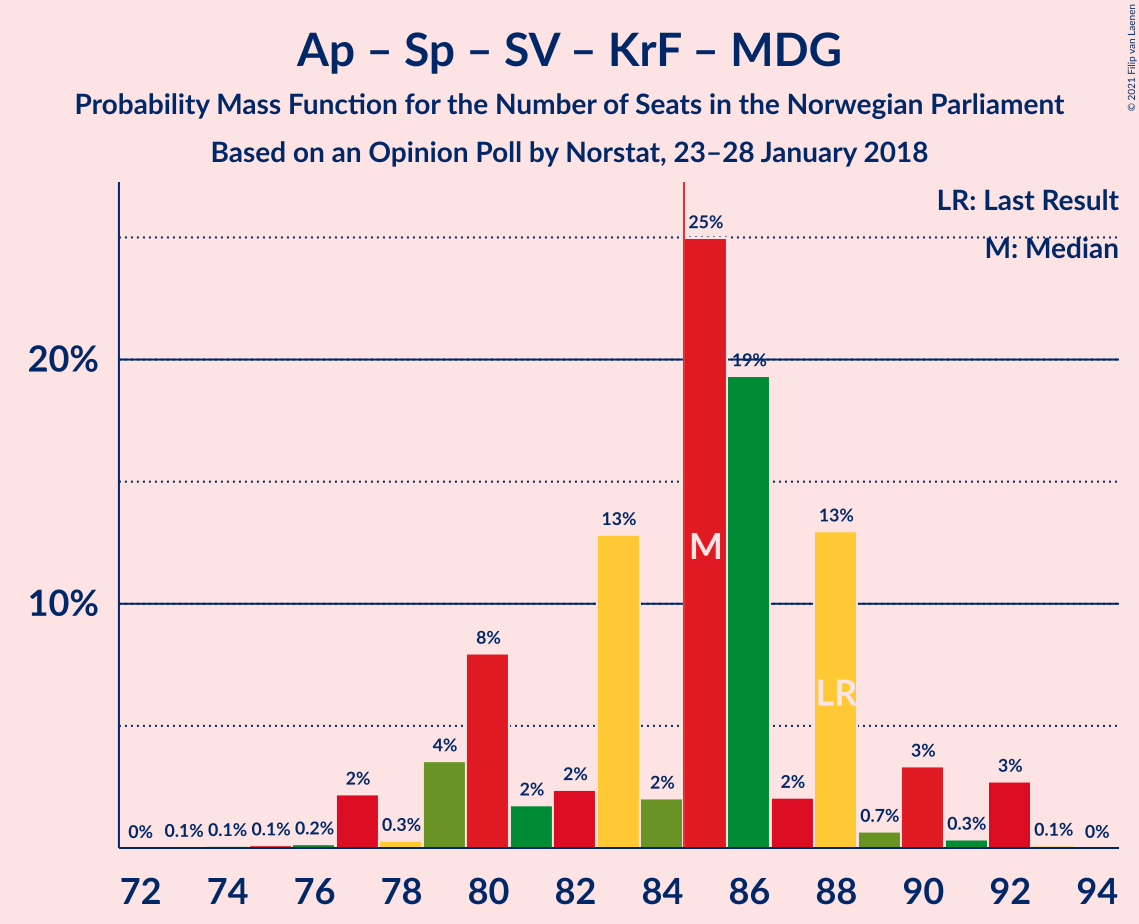 Ap – Sp – SV – KrF – MDG
Probability Mass Function for the Number of Seats in the Norwegian Parliament
Based on an Opinion Poll by Norstat, 23–28 January 2018
© 2021 Filip van Laenen
LR: Last Result
M: Median
20%
10%
0%
0.1%
0.1%
0.1%
0.2%
2%
0.3%
4%
8%
2%
2%
13%
2%
25%
19%
2%
13%
0.7%
3%
0.3%
3%
0.1%
0%
M
LR
72 74 76 78 80 82 84 86 88 90 92 94